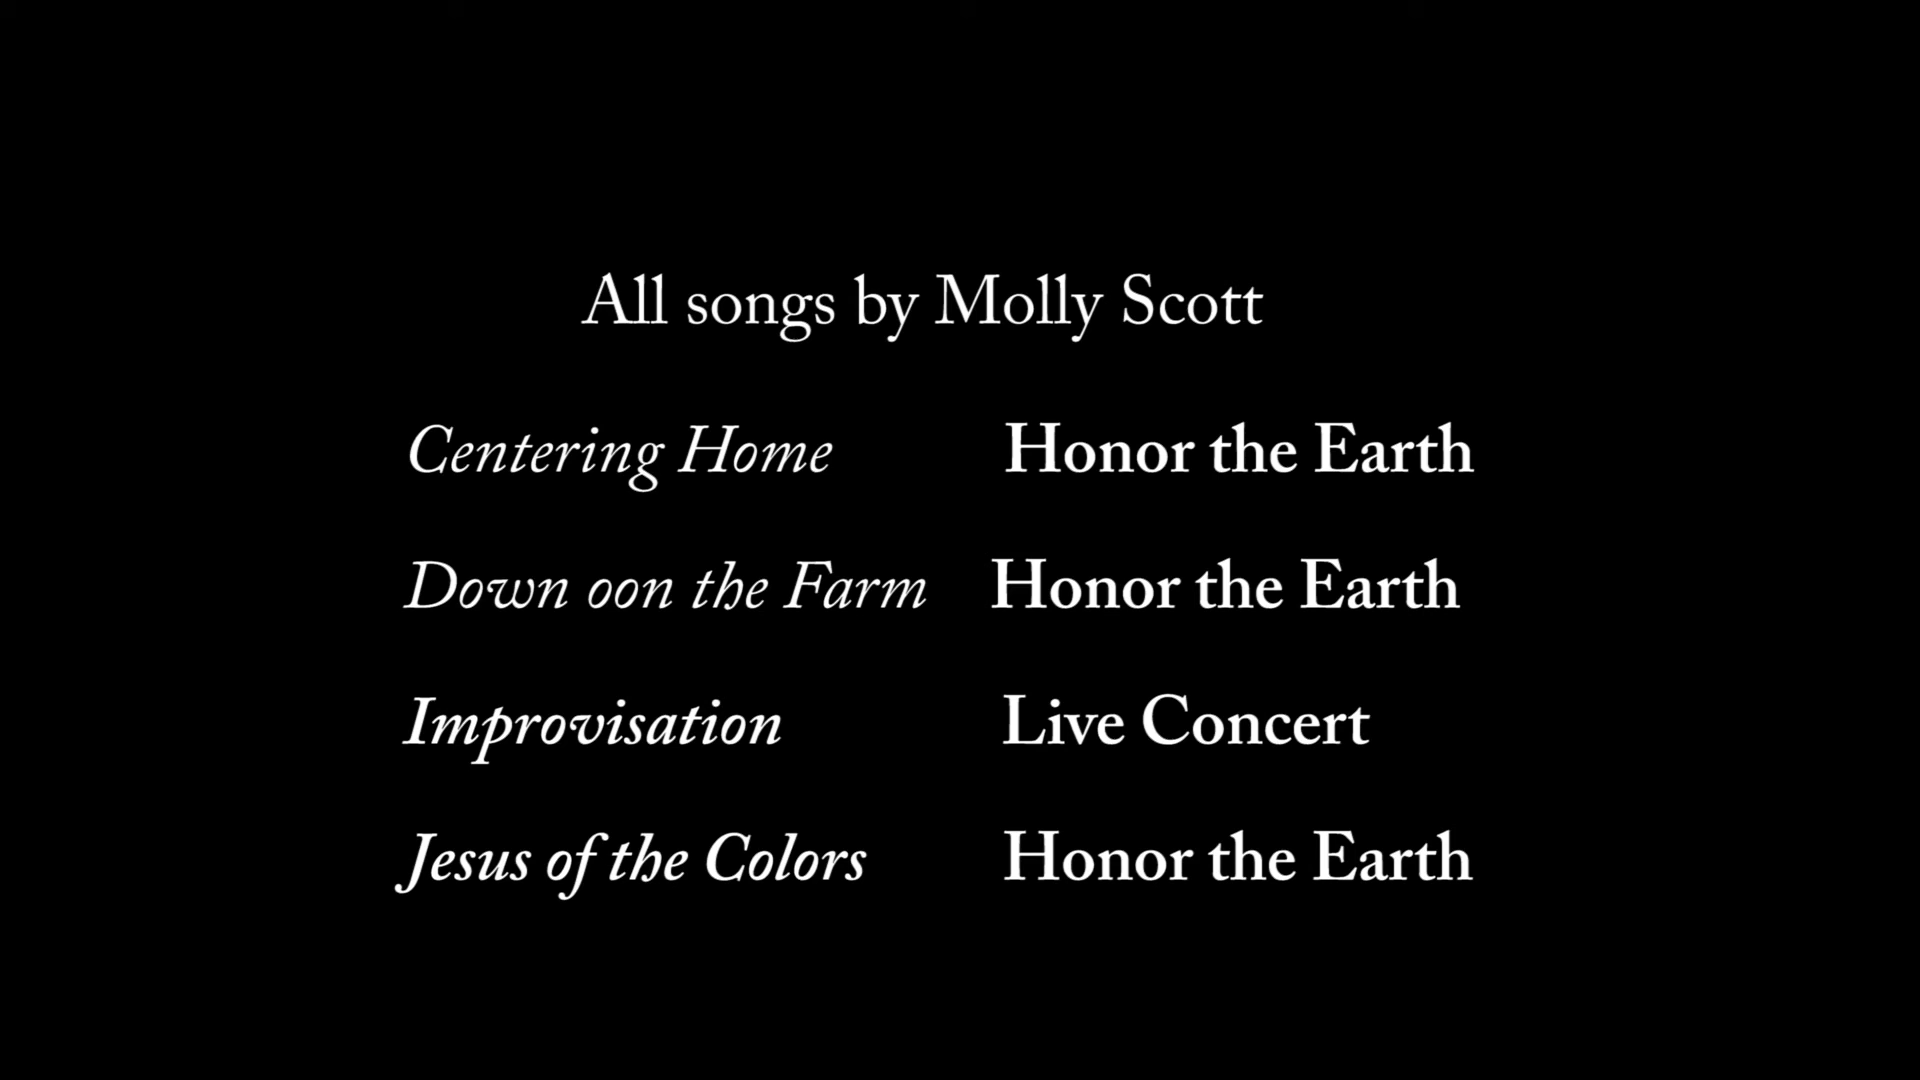 All songs by Molly Scott
Centering Home Honor the Earth
Down oon the Farm Honor the Earth
Improvisation Live Concert
Jesus of the Colors Honor the Earth